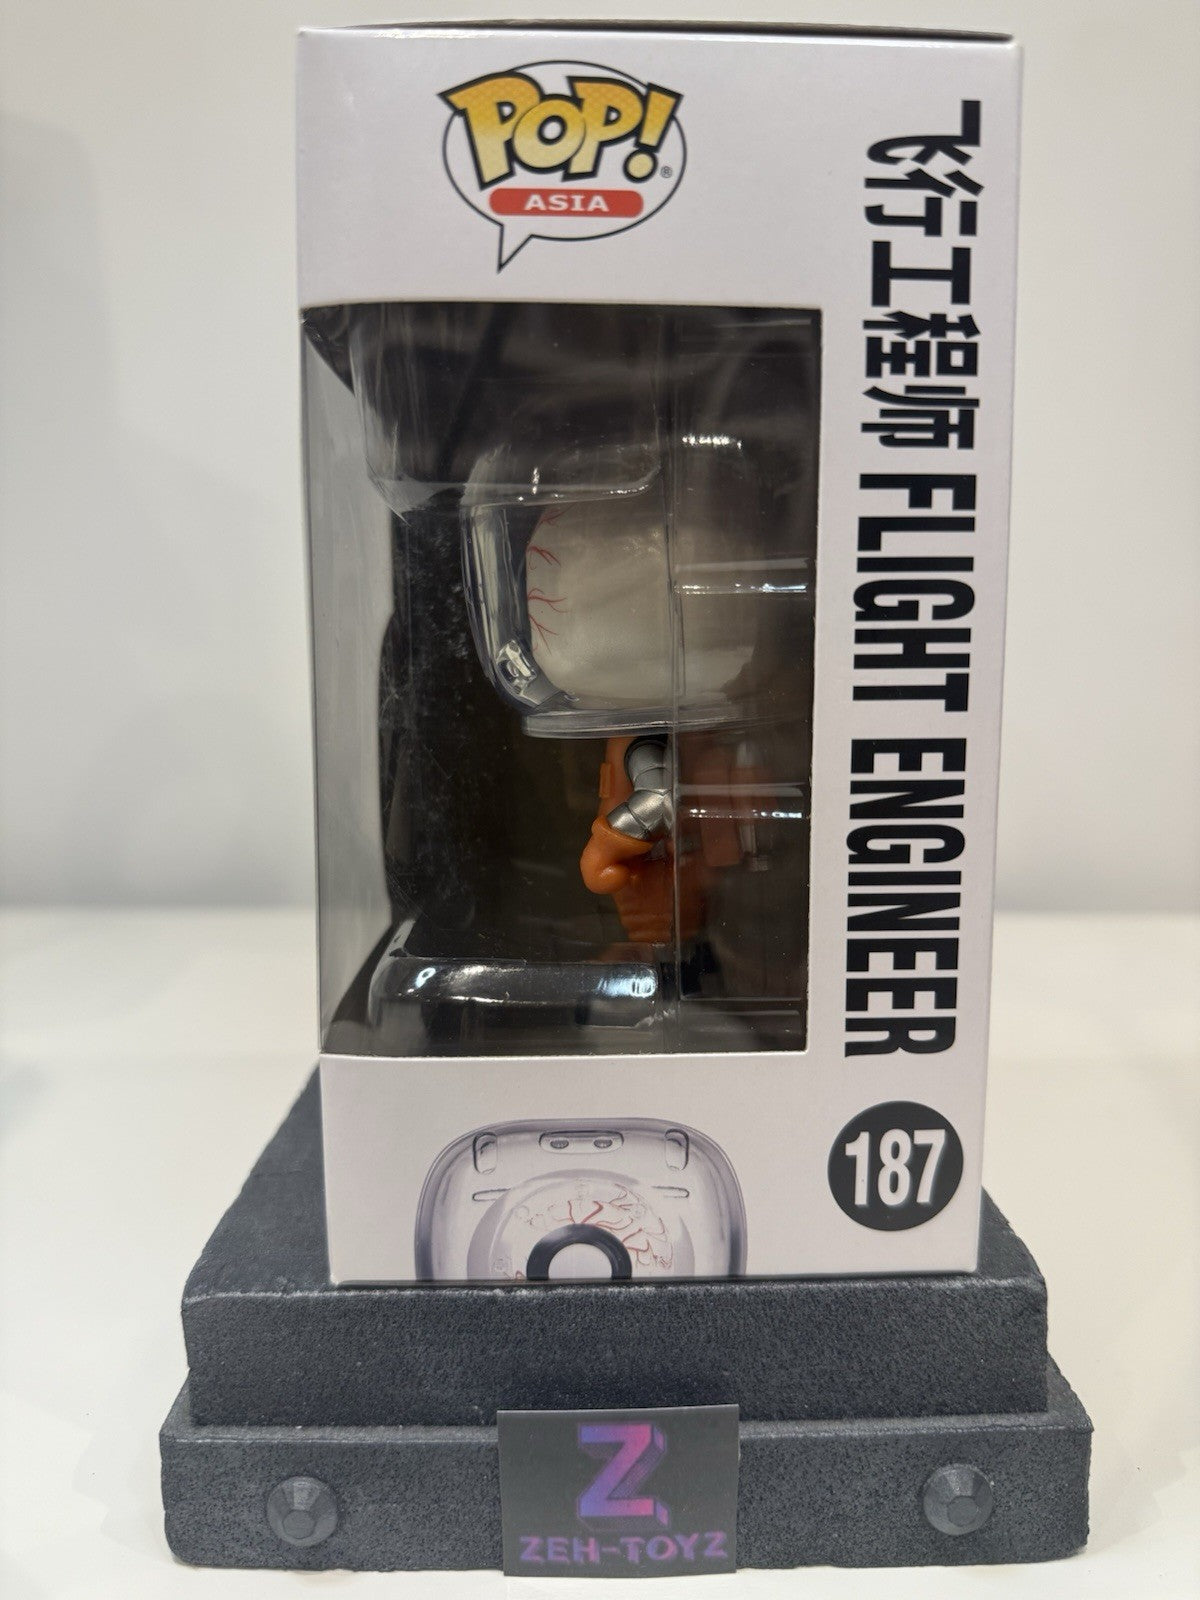 POP!®
ASIA
飞行工程师 FLIGHT ENGINEER
187
Z
ZEH-TOYZ